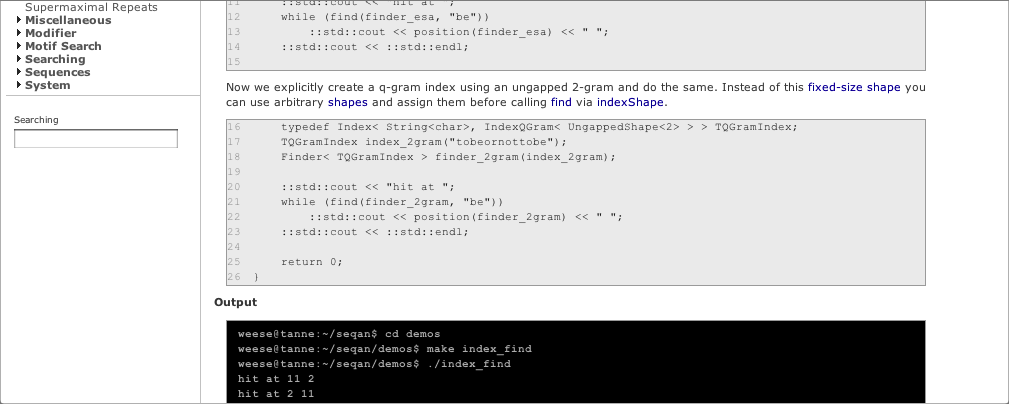 Supermaximal Repeats
Miscellaneous
Modifier
Motif Search
Searching
Sequences
System
Searching
11 ::std::cout << "hit at ";
12 while (find(finder_esa, "be"))
13 ::std::cout << position(finder_esa) << " ";
14 ::std::cout << ::std::endl;
15
Now we explicitly create a q-gram index using an ungapped 2-gram and do the same. Instead of this fixed-size shape you
can use arbitrary shapes and assign them before calling find via indexShape.
16 typedef Index< String<char>, IndexQGram< UngappedShape<2> > > TQGramIndex;
17 TQGramIndex index_2gram("tobeornottobe");
18 Finder< TQGramIndex > finder_2gram(index_2gram);
19
20 ::std::cout << "hit at ";
21 while (find(finder_2gram, "be"))
22 ::std::cout << position(finder_2gram) << " ";
23 ::std::cout << ::std::endl;
24
25 return 0;
26 }
Output
weese@tanne:~/seqan$ cd demos
weese@tanne:~/seqan/demos$ make index_find
weese@tanne:~/seqan/demos$ ./index_find
hit at 11 2
hit at 2 11